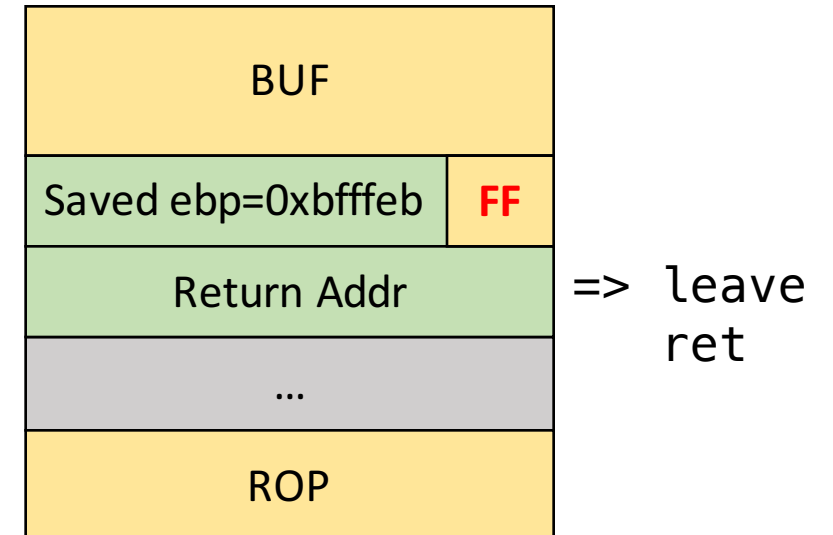 BUF
Saved ebp=0xbfffeb FF
Return Addr => leave
ret
…
ROP